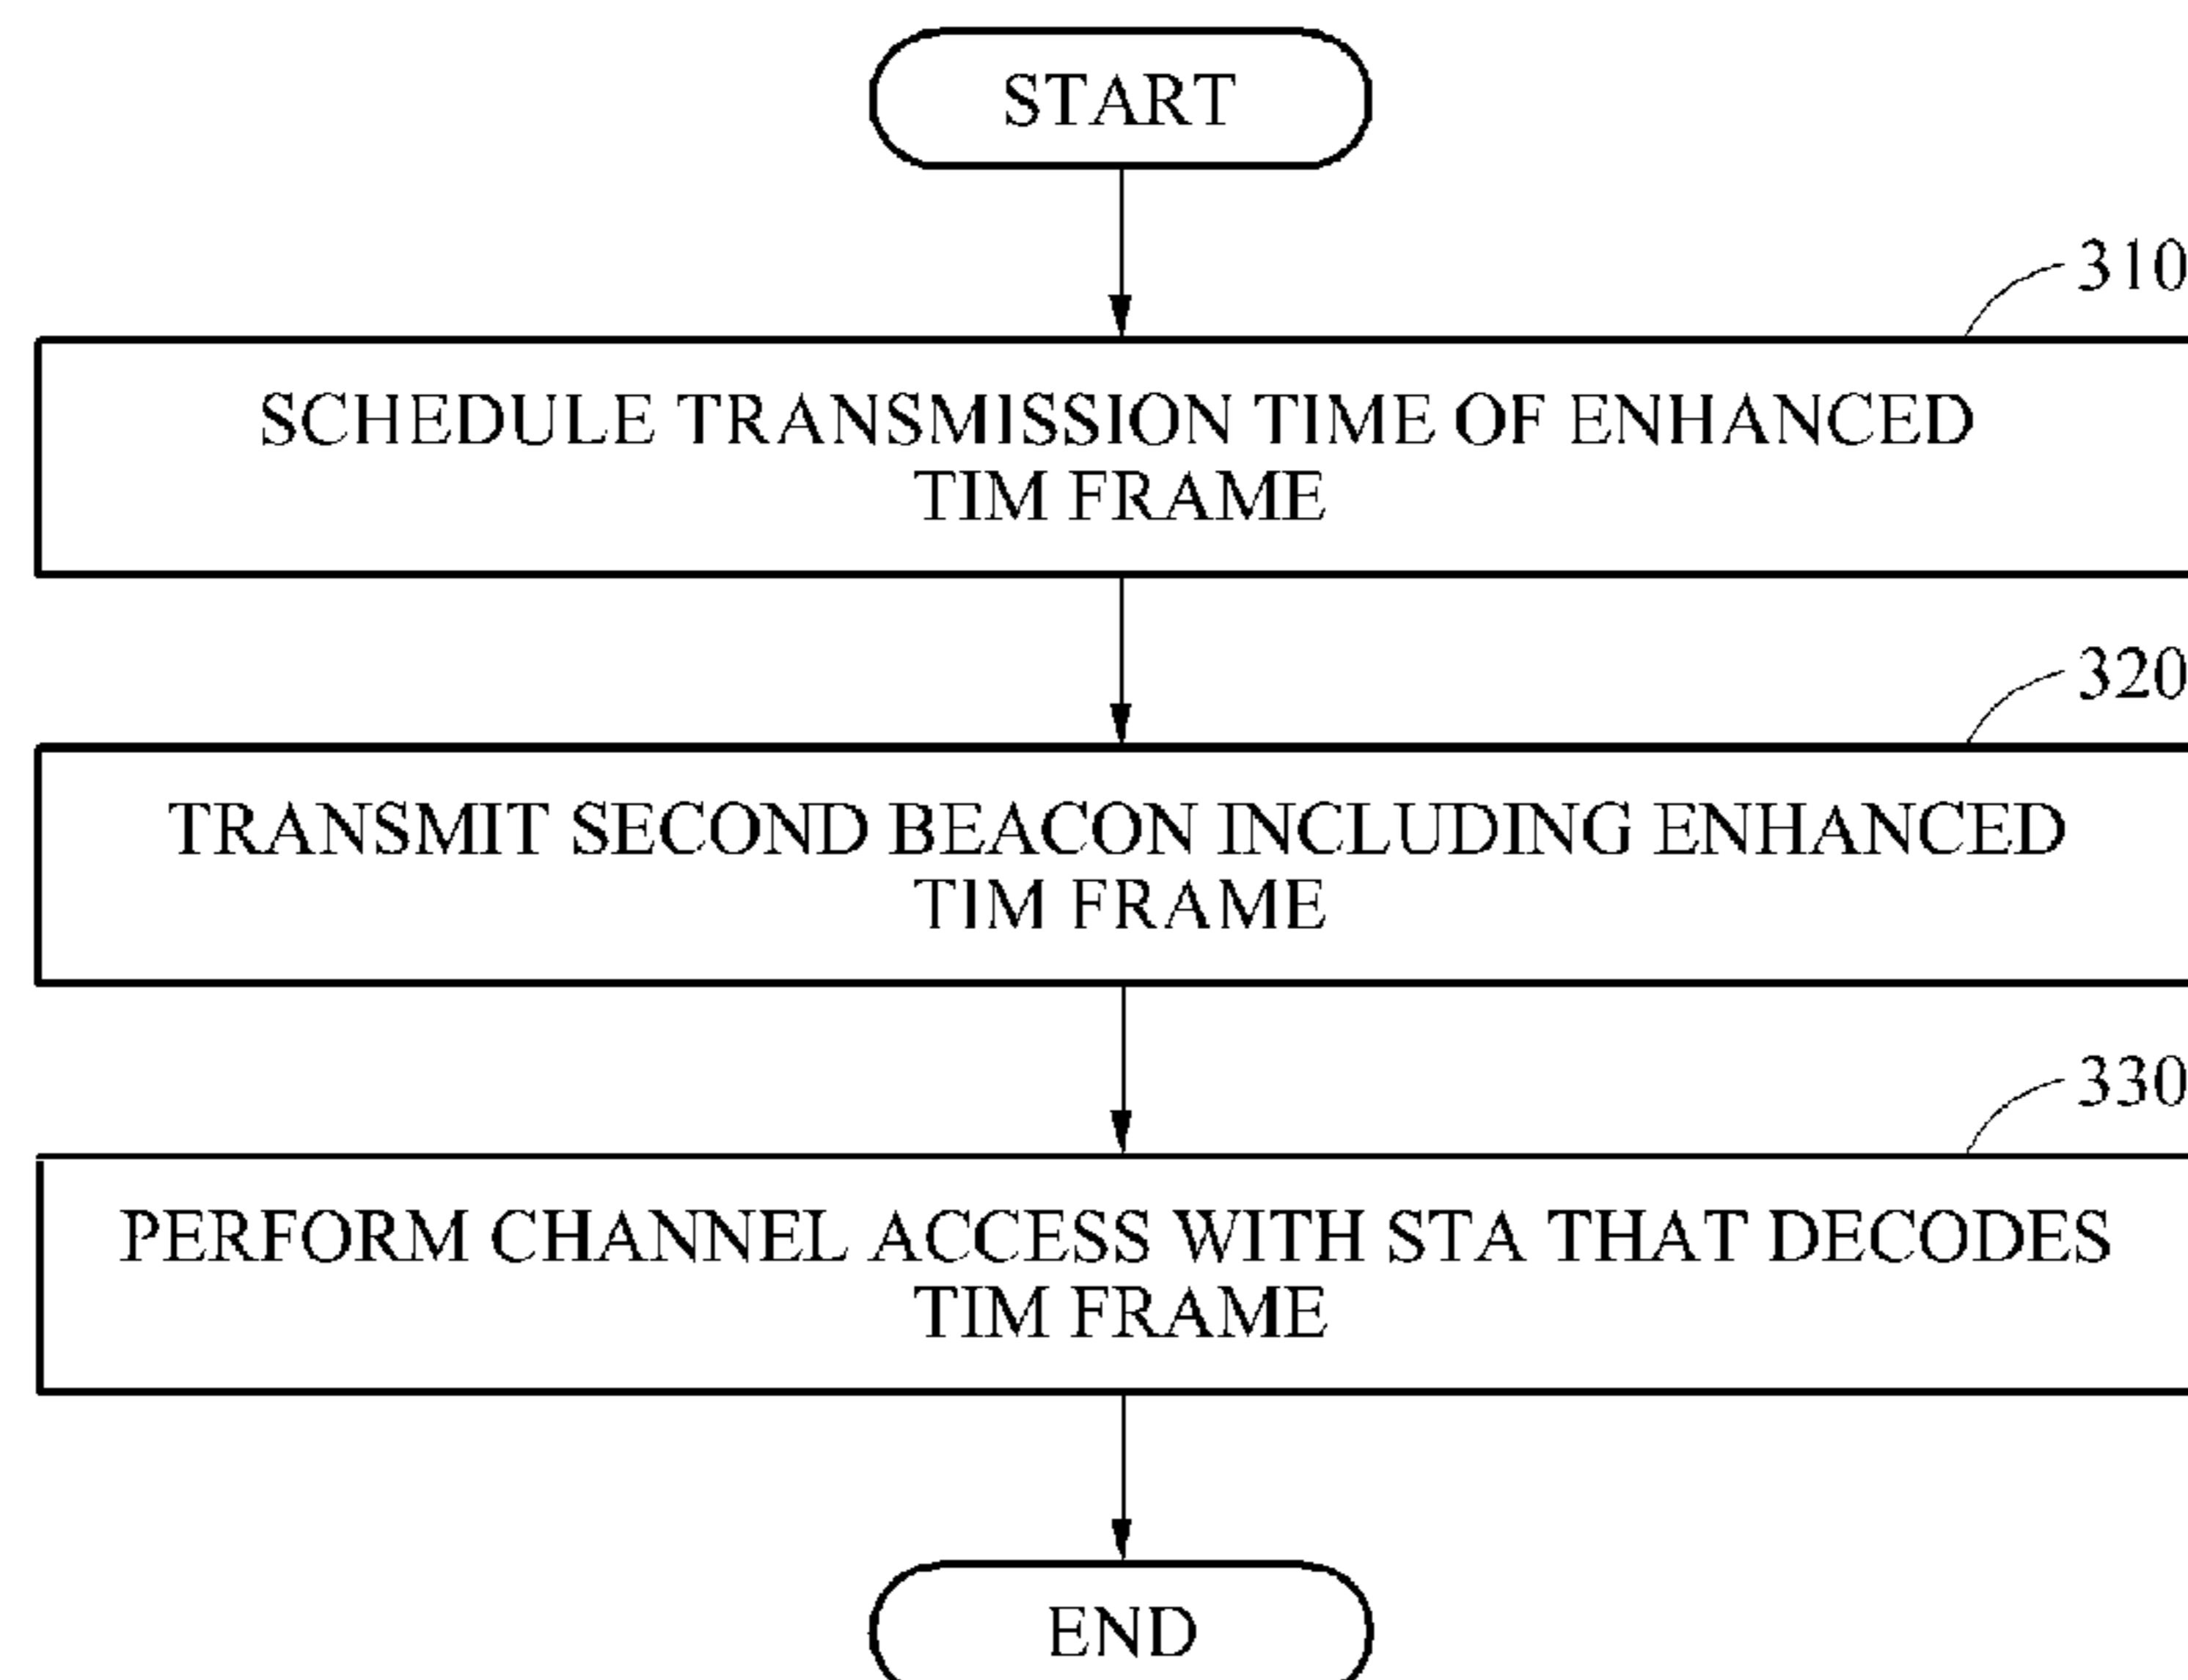 START
310
SCHEDULE TRANSMISSION TIME OF ENHANCED
TIM FRAME
320
TRANSMIT SECOND BEACON INCLUDING ENHANCED
TIM FRAME
330
PERFORM CHANNEL ACCESS WITH STA THAT DECODES
TIM FRAME
END